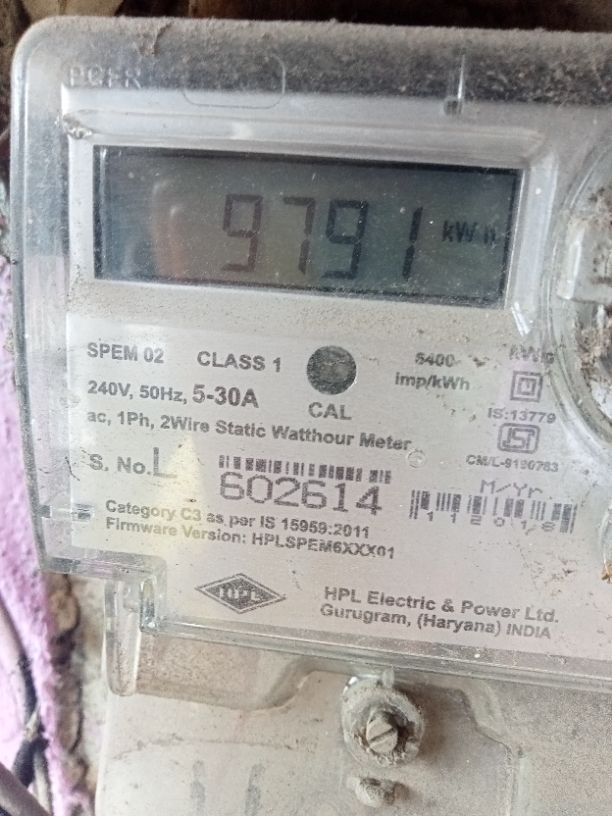 9791 kWh
SPEM 02 CLASS 1
240V, 50Hz, 5-30A
CAL
6400
imp/kWh
IS:13779
ac, 1Ph, 2Wire Static Watthour Meter
CM/L-9190763
S. No. L 602614
M/Yr.
11201/8
Category C3 as per IS 15959:2011
Firmware Version: HPLSPEM6XXX01
HPL
HPL Electric & Power Ltd.
Gurugram, (Haryana) INDIA